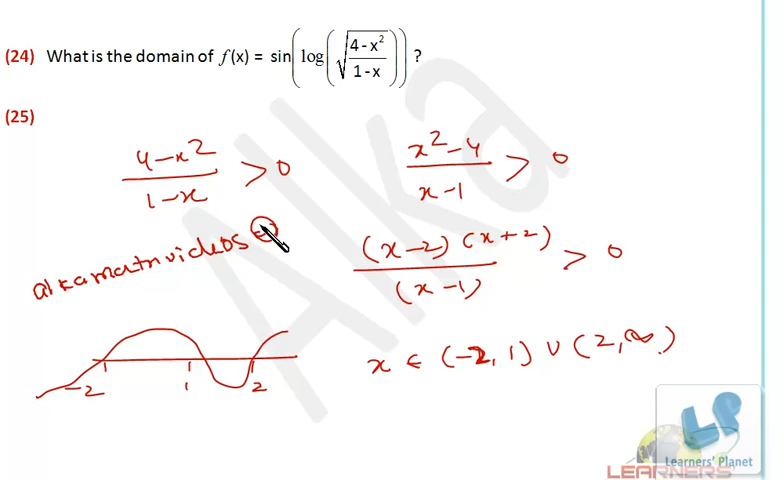 (24) What is the domain of f(x) = sin(log(√((4-x²)/(1-x)))) ?
(25)
(4-x²)/(1-x) > 0
(x²-4)/(x-1) > 0
alkamathvideos@
((x-2)(x+2))/(x-1) > 0
-2 1 2
x ∈ (-2, 1) ∪ (2, ∞)
Alka
LP
Learners' Planet
LEARNERS